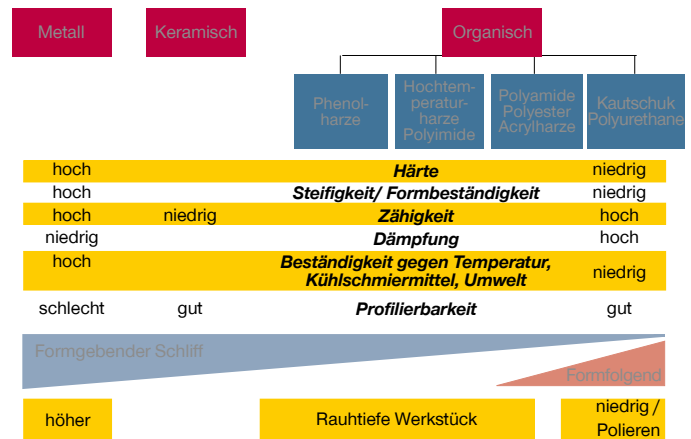 Metall Keramisch Organisch
Phenol-
harze
Hochtem-
peratur-
harze
Polyimide
Polyamide
Polyester
Acrylharze
Kautschuk
Polyurethane
hoch Härte niedrig
hoch Steifigkeit/ Formbeständigkeit niedrig
hoch niedrig Zähigkeit hoch
niedrig Dämpfung hoch
hoch Beständigkeit gegen Temperatur,
Kühlschmiermittel, Umwelt niedrig
schlecht gut Profilierbarkeit gut
Formgebender Schliff
Formfolgend
höher Rauhtiefe Werkstück niedrig /
Polieren